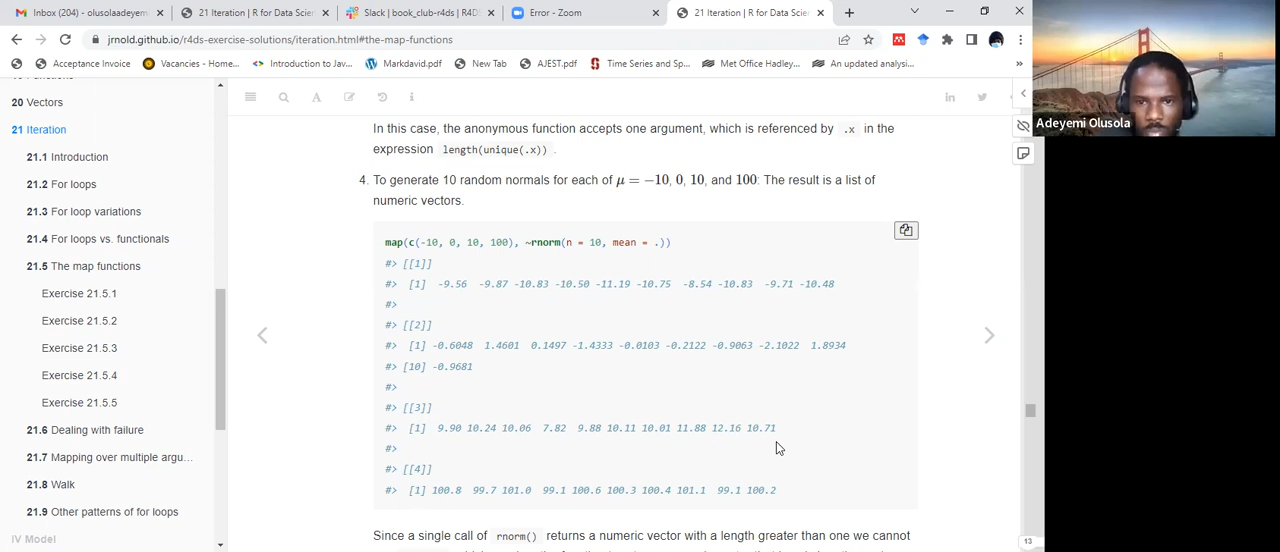 Inbox (204) - olusolaadeyem
21 Iteration | R for Data Scien
Slack | book_club-r4ds | R4D
Error - Zoom
21 Iteration | R for Data Scien
jrnold.github.io/r4ds-exercise-solutions/iteration.html#the-map-functions
Acceptance Invoice
Vacancies - Home...
Introduction to Jav...
Markdavid.pdf
New Tab
AJEST.pdf
Time Series and Sp...
Met Office Hadley...
An updated analysi...
»
20 Vectors
21 Iteration
21.1 Introduction
21.2 For loops
21.3 For loop variations
21.4 For loops vs. functionals
21.5 The map functions
Exercise 21.5.1
Exercise 21.5.2
Exercise 21.5.3
Exercise 21.5.4
Exercise 21.5.5
21.6 Dealing with failure
21.7 Mapping over multiple argu...
21.8 Walk
21.9 Other patterns of for loops
IV Model
In this case, the anonymous function accepts one argument, which is referenced by .x in the
expression length(unique(.x)) .
4. To generate 10 random normals for each of μ = −10, 0, 10, and 100: The result is a list of
numeric vectors.
map(c(-10, 0, 10, 100), ~rnorm(n = 10, mean = .))
#> [[1]]
#> [1] -9.56 -9.87 -10.83 -10.50 -11.19 -10.75 -8.54 -10.83 -9.71 -10.48
#>
#> [[2]]
#> [1] -0.6048 1.4601 0.1497 -1.4333 -0.0103 -0.2122 -0.9063 -2.1022 1.8934
#> [10] -0.9681
#>
#> [[3]]
#> [1] 9.90 10.24 10.06 7.82 9.88 10.11 10.01 11.88 12.16 10.71
#>
#> [[4]]
#> [1] 100.8 99.7 101.0 99.1 100.6 100.3 100.4 101.1 99.1 100.2
Since a single call of rnorm() returns a numeric vector with a length greater than one we cannot
Adeyemi Olusola
13